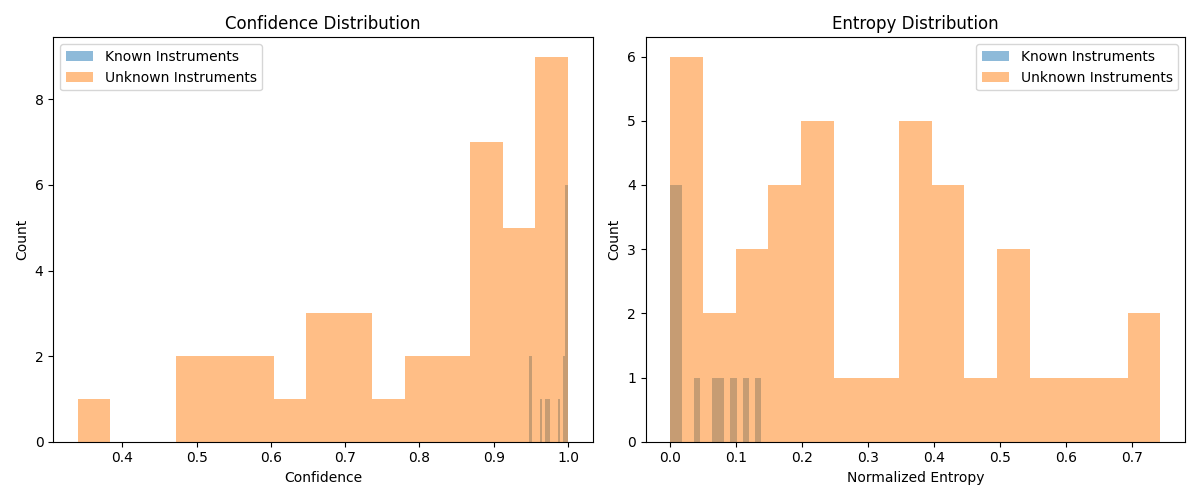 Confidence Distribution
Known Instruments
Unknown Instruments
8
6
4
2
0
Count
0.4 0.5 0.6 0.7 0.8 0.9 1.0
Confidence
Entropy Distribution
Known Instruments
Unknown Instruments
6
5
4
3
2
1
0
Count
0.0 0.1 0.2 0.3 0.4 0.5 0.6 0.7
Normalized Entropy